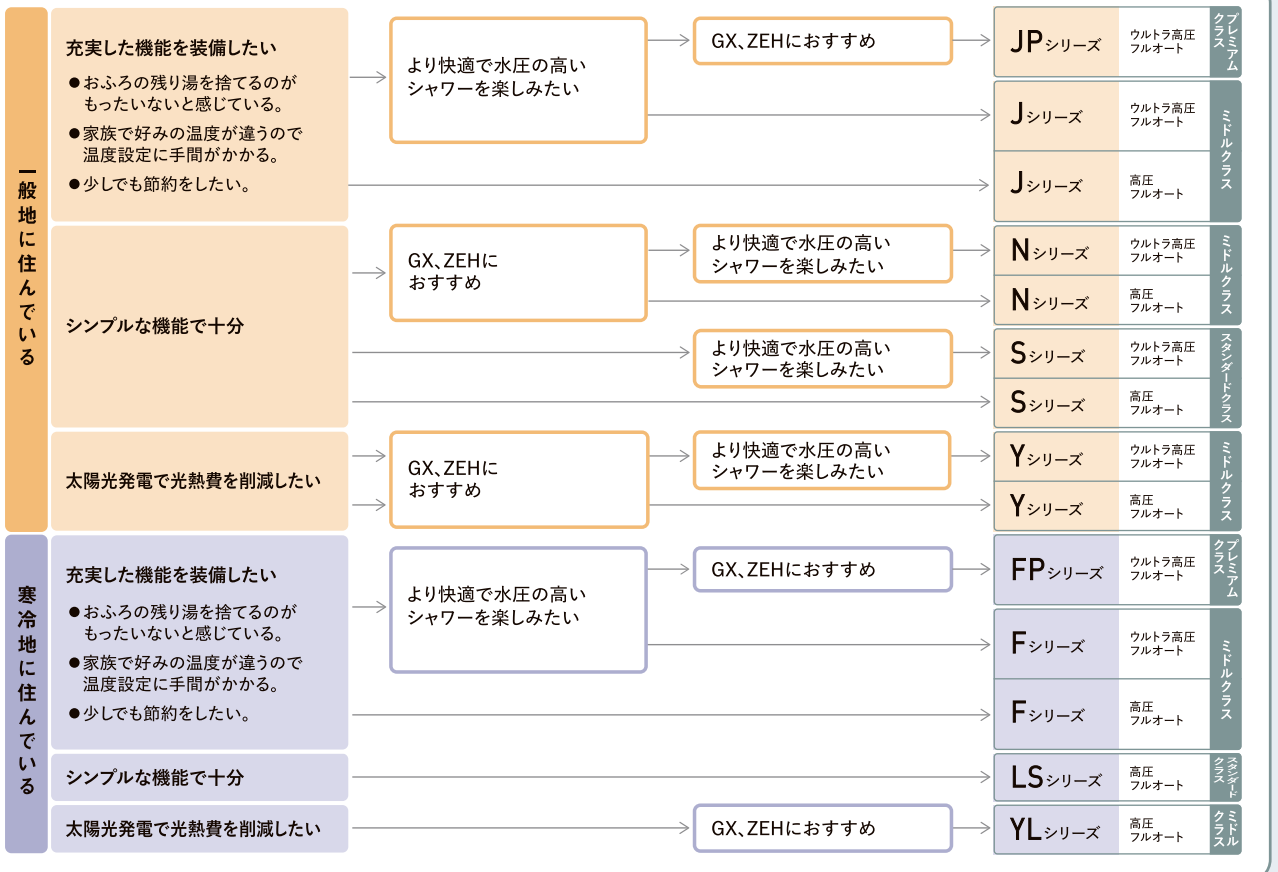 一般地に住んでいる
充実した機能を装備したい
●おふろの残り湯を捨てるのが
もったいないと感じている。
●家族で好みの温度が違うので
温度設定に手間がかかる。
●少しでも節約をしたい。
より快適で水圧の高い
シャワーを楽しみたい
GX、ZEHにおすすめ
JPシリーズ
ウルトラ高圧
フルオート
プレミアム
クラス
Jシリーズ
ウルトラ高圧
フルオート
Jシリーズ
高圧
フルオート
ミドルクラス
シンプルな機能で十分
GX、ZEHに
おすすめ
より快適で水圧の高い
シャワーを楽しみたい
Nシリーズ
ウルトラ高圧
フルオート
Nシリーズ
高圧
フルオート
ミドルクラス
より快適で水圧の高い
シャワーを楽しみたい
Sシリーズ
ウルトラ高圧
フルオート
Sシリーズ
高圧
フルオート
スタンダードクラス
太陽光発電で光熱費を削減したい
GX、ZEHに
おすすめ
より快適で水圧の高い
シャワーを楽しみたい
Yシリーズ
ウルトラ高圧
フルオート
Yシリーズ
高圧
フルオート
ミドルクラス
寒冷地に住んでいる
充実した機能を装備したい
●おふろの残り湯を捨てるのが
もったいないと感じている。
●家族で好みの温度が違うので
温度設定に手間がかかる。
●少しでも節約をしたい。
より快適で水圧の高い
シャワーを楽しみたい
GX、ZEHにおすすめ
FPシリーズ
ウルトラ高圧
フルオート
プレミアム
クラス
Fシリーズ
ウルトラ高圧
フルオート
Fシリーズ
高圧
フルオート
ミドルクラス
シンプルな機能で十分
LSシリーズ
高圧
フルオート
スタンダード
クラス
太陽光発電で光熱費を削減したい
GX、ZEHにおすすめ
YLシリーズ
高圧
フルオート
ミドル
クラス